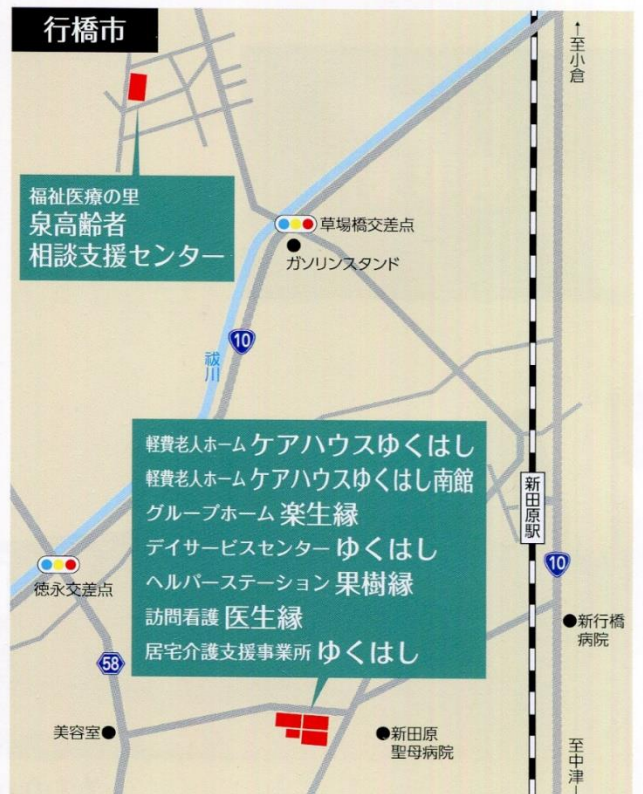 行橋市
↑至小倉
福祉医療の里
泉高齢者
相談支援センター
草場橋交差点
ガソリンスタンド
10
祓川
軽費老人ホーム ケアハウスゆくはし
軽費老人ホーム ケアハウスゆくはし南館
グループホーム 楽生縁
デイサービスセンター ゆくはし
ヘルパーステーション 果樹縁
訪問看護 医生縁
居宅介護支援事業所 ゆくはし
新田原駅
10
徳永交差点
新行橋
病院
58
美容室
新田原
聖母病院
至中津↓